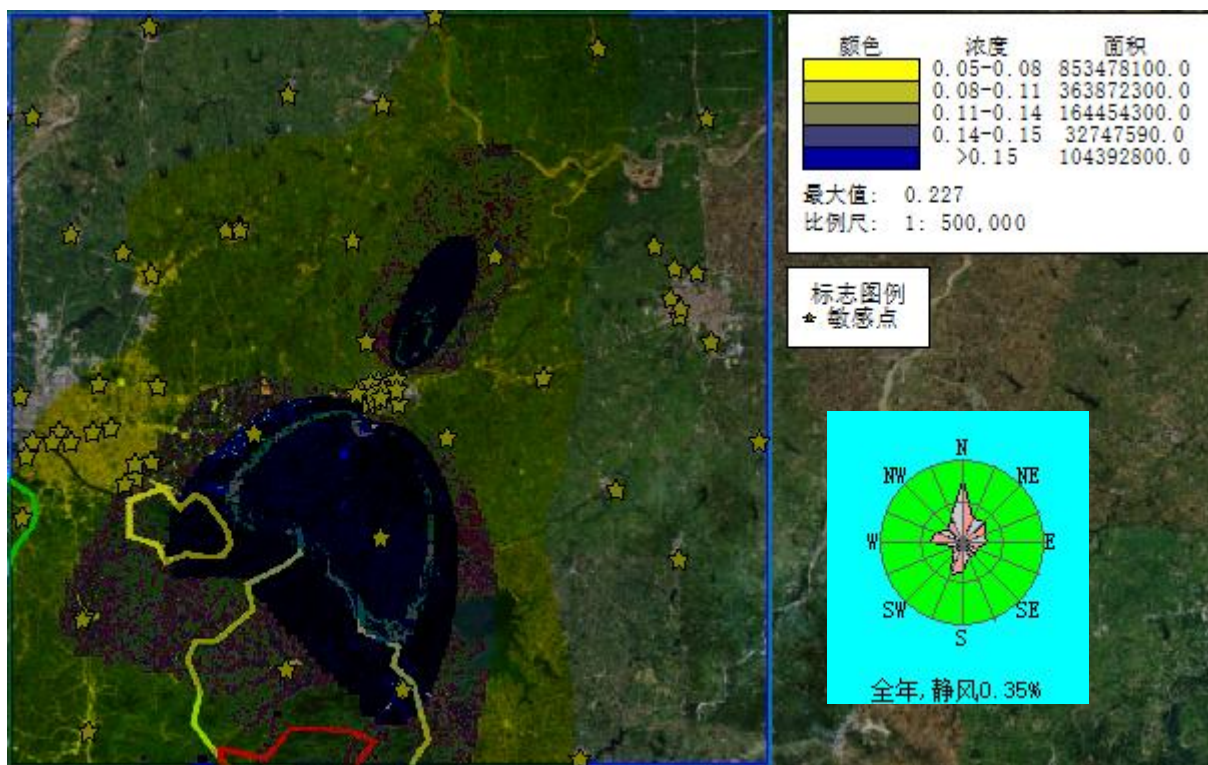 颜色 浓度 面积
0.05-0.08 853478100.0
0.08-0.11 363872300.0
0.11-0.14 164454300.0
0.14-0.15 32747590.0
>0.15 104392800.0
最大值: 0.227
比例尺: 1: 500,000
标志图例
敏感点
N
NW NE
W E
SW SE
S
全年,静风0.35%